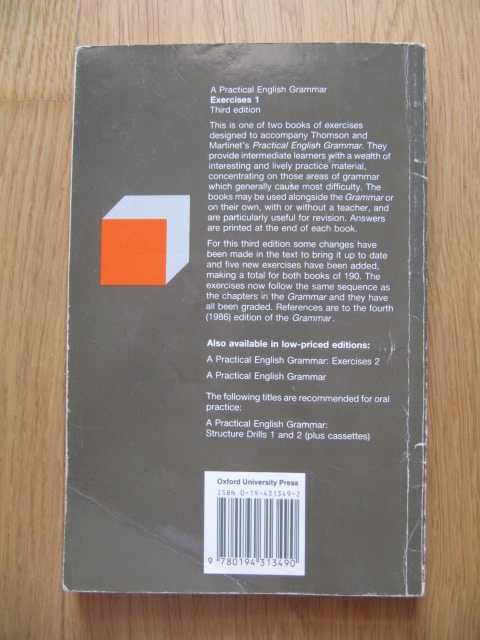 A Practical English Grammar
Exercises 1
Third edition
This is one of two books of exercises
designed to accompany Thomson and
Martinet's Practical English Grammar. They
provide intermediate learners with a wealth of
interesting and lively practice material,
concentrating on those areas of grammar
which generally cause most difficulty. The
books may be used alongside the Grammar or
on their own, with or without a teacher, and
are particularly useful for revision. Answers
are printed at the end of each book.
For this third edition some changes have
been made in the text to bring it up to date
and five new exercises have been added,
making a total for both books of 190. The
exercises now follow the same sequence as
the chapters in the Grammar and they have
all been graded. References are to the fourth
(1986) edition of the Grammar.
Also available in low-priced editions:
A Practical English Grammar: Exercises 2
A Practical English Grammar
The following titles are recommended for oral
practice:
A Practical English Grammar:
Structure Drills 1 and 2 (plus cassettes)
Oxford University Press
ISBN 0-19-431349-2
9 780194 313490